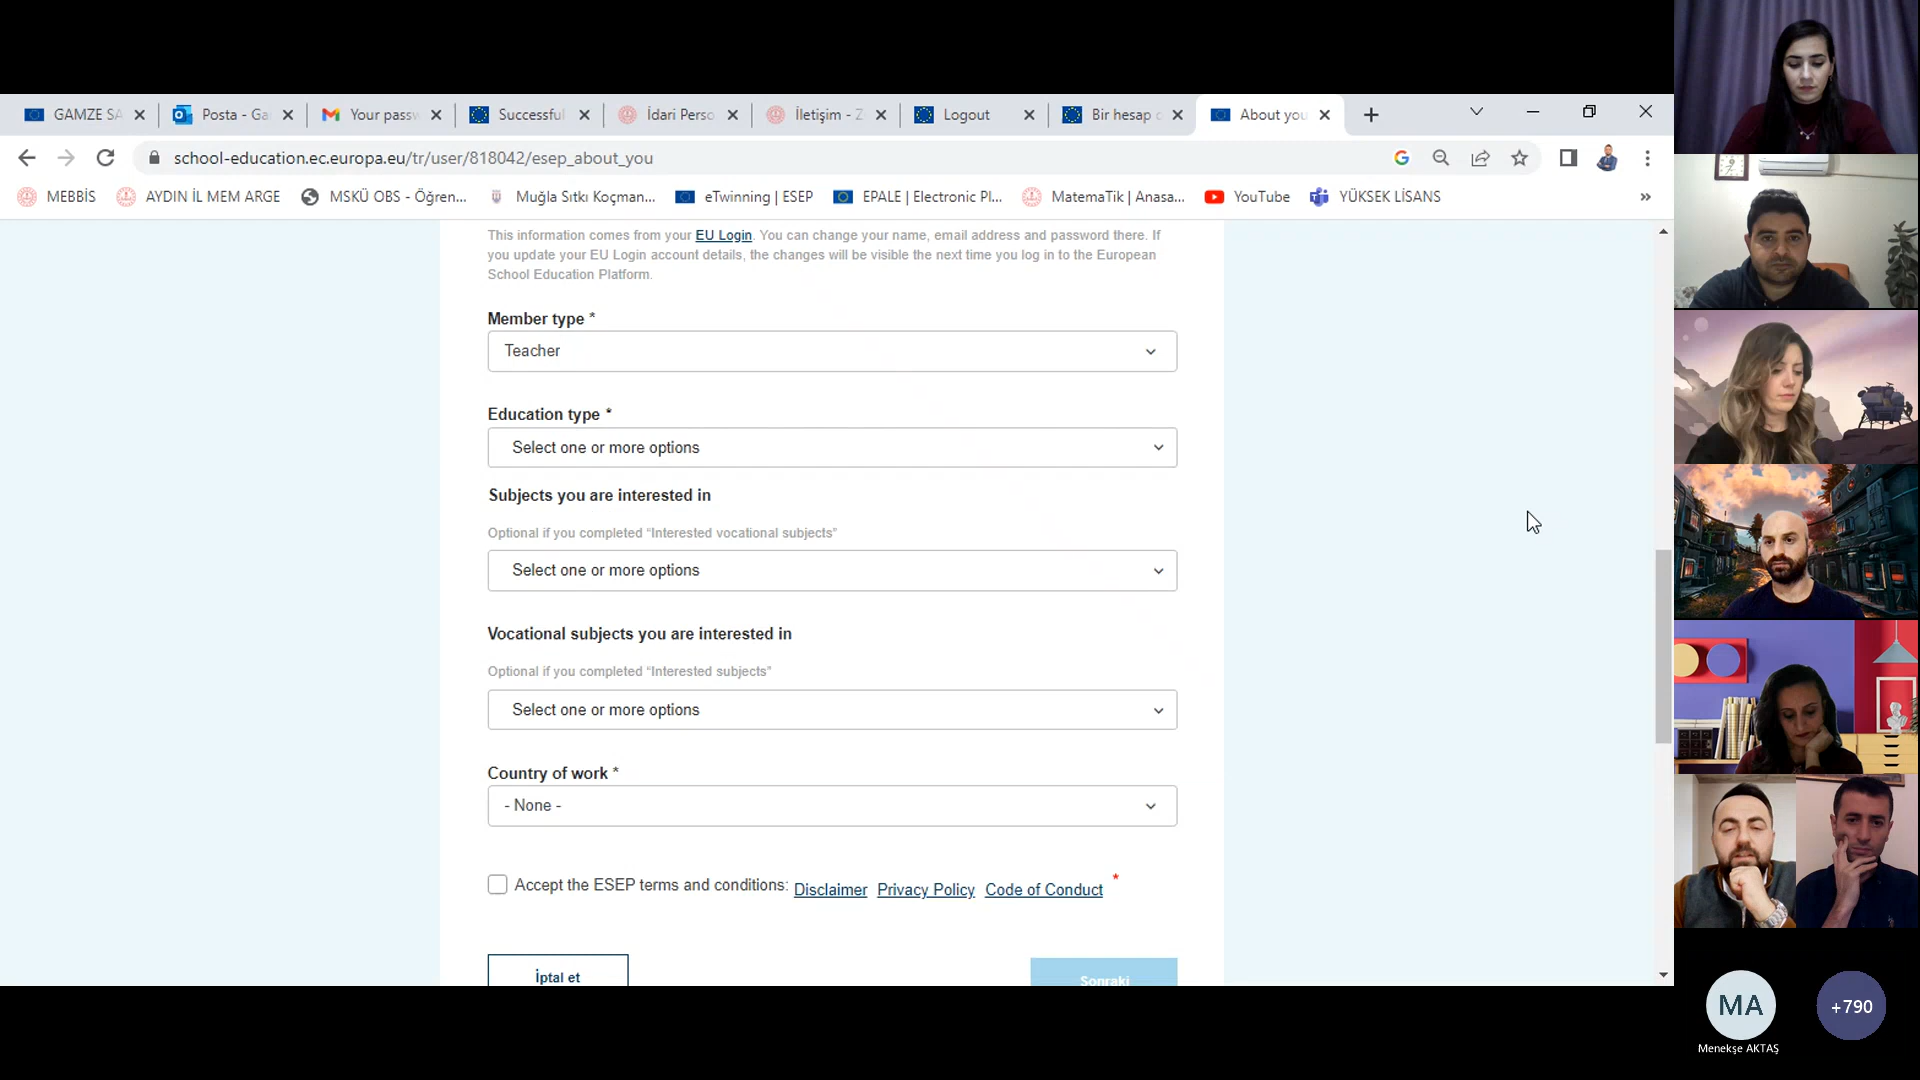 GAMZE SA
Posta - Ga
Your passw
Successful
İdari Perso
İletişim - Z
Logout
Bir hesap o
About you
school-education.ec.europa.eu/tr/user/818042/esep_about_you
MEBBİS
AYDIN İL MEM ARGE
MSKÜ OBS - Öğren...
Muğla Sıtkı Koçman...
eTwinning | ESEP
EPALE | Electronic Pl...
MatemaTik | Anasa...
YouTube
YÜKSEK LİSANS
This information comes from your EU Login. You can change your name, email address and password there. If
you update your EU Login account details, the changes will be visible the next time you log in to the European
School Education Platform.
Member type *
Teacher
Education type *
Select one or more options
Subjects you are interested in
Optional if you completed “Interested vocational subjects”
Select one or more options
Vocational subjects you are interested in
Optional if you completed “Interested subjects”
Select one or more options
Country of work *
- None -
Accept the ESEP terms and conditions: Disclaimer Privacy Policy Code of Conduct *
İptal et
Sonraki
MA
+790
Menekşe AKTAŞ